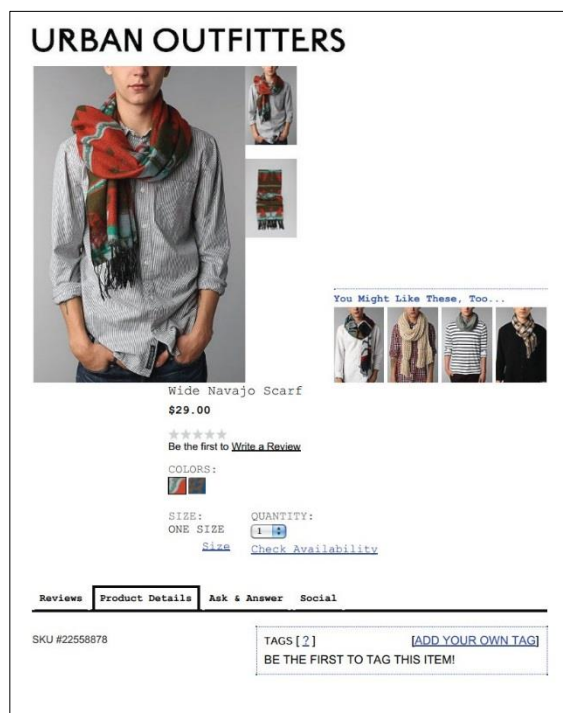 URBAN OUTFITTERS
You Might Like These, Too...
Wide Navajo Scarf
$29.00
Be the first to Write a Review
COLORS:
SIZE: QUANTITY:
ONE SIZE 1
Size Check Availability
Reviews Product Details Ask & Answer Social
SKU #22558878 TAGS [ ? ] [ADD YOUR OWN TAG]
BE THE FIRST TO TAG THIS ITEM!